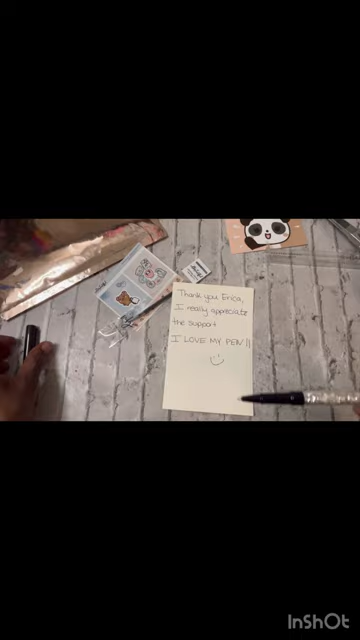 Thank you Erica,
I really appreciate
the support
I LOVE MY PEN !!
InShOt